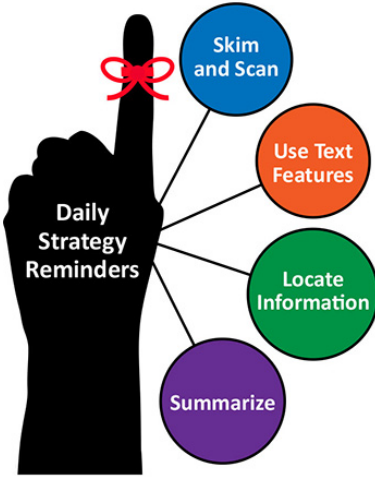 Daily
Strategy
Reminders
Skim
and Scan
Use Text
Features
Locate
Information
Summarize